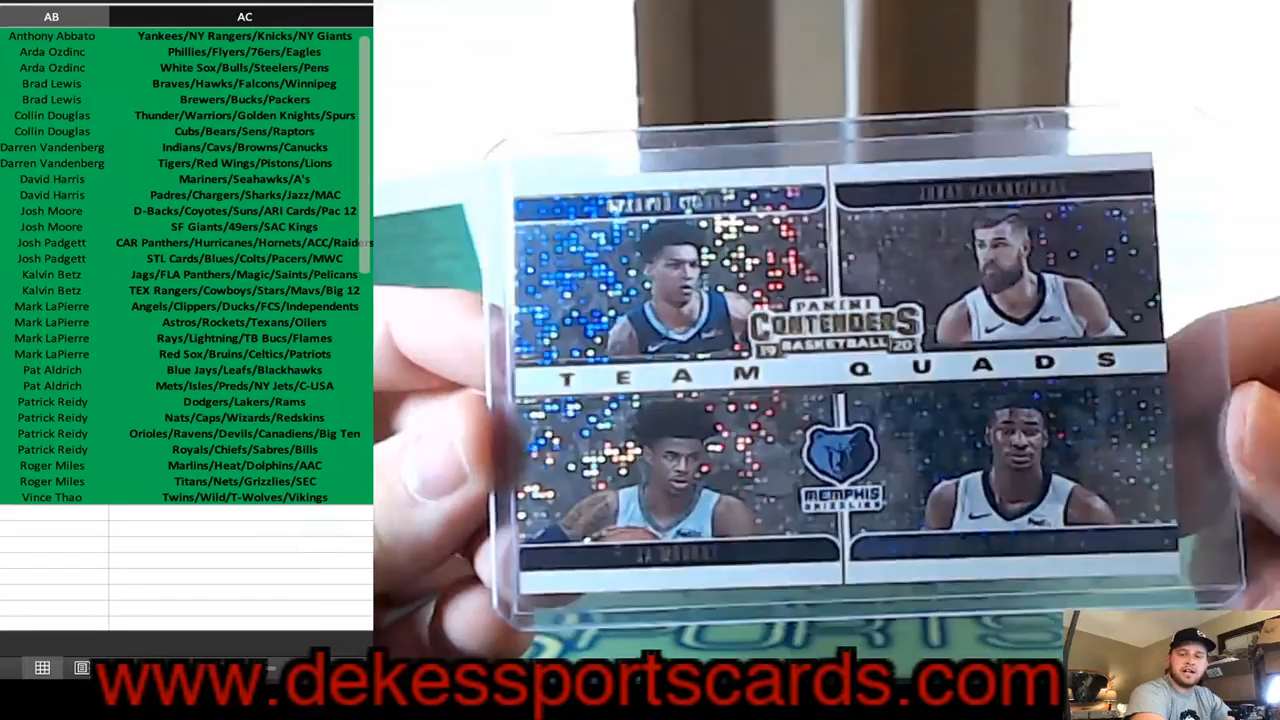 AB AC
Anthony Abbato Yankees/NY Rangers/Knicks/NY Giants
Arda Ozdinc Phillies/Flyers/76ers/Eagles
Arda Ozdinc White Sox/Bulls/Steelers/Pens
Brad Lewis Braves/Hawks/Falcons/Winnipeg
Brad Lewis Brewers/Bucks/Packers
Collin Douglas Thunder/Warriors/Golden Knights/Spurs
Collin Douglas Cubs/Bears/Sens/Raptors
Darren Vandenberg Indians/Cavs/Browns/Canucks
Darren Vandenberg Tigers/Red Wings/Pistons/Lions
David Harris Mariners/Seahawks/A's
David Harris Padres/Chargers/Sharks/Jazz/MAC
Josh Moore D-Backs/Coyotes/Suns/ARI Cards/Pac 12
Josh Moore SF Giants/49ers/SAC Kings
Josh Padgett CAR Panthers/Hurricanes/Hornets/ACC/Raiders
Josh Padgett STL Cards/Blues/Colts/Pacers/MWC
Kalvin Betz Jags/FLA Panthers/Magic/Saints/Pelicans
Kalvin Betz TEX Rangers/Cowboys/Stars/Mavs/Big 12
Mark LaPierre Angels/Clippers/Ducks/FCS/Independents
Mark LaPierre Astros/Rockets/Texans/Oilers
Mark LaPierre Rays/Lightning/TB Bucs/Flames
Mark LaPierre Red Sox/Bruins/Celtics/Patriots
Pat Aldrich Blue Jays/Leafs/Blackhawks
Pat Aldrich Mets/Isles/Preds/NY Jets/C-USA
Patrick Reidy Dodgers/Lakers/Rams
Patrick Reidy Nats/Caps/Wizards/Redskins
Patrick Reidy Orioles/Ravens/Devils/Canadiens/Big Ten
Patrick Reidy Royals/Chiefs/Sabres/Bills
Roger Miles Marlins/Heat/Dolphins/AAC
Roger Miles Titans/Nets/Grizzlies/SEC
Vince Thao Twins/Wild/T-Wolves/Vikings
PANINI
CONTENDERS
19 BASKETBALL 20
TEAM QUADS
MEMPHIS
GRIZZLIES
JA MORANT
SPORTS
www.dekessportscards.com